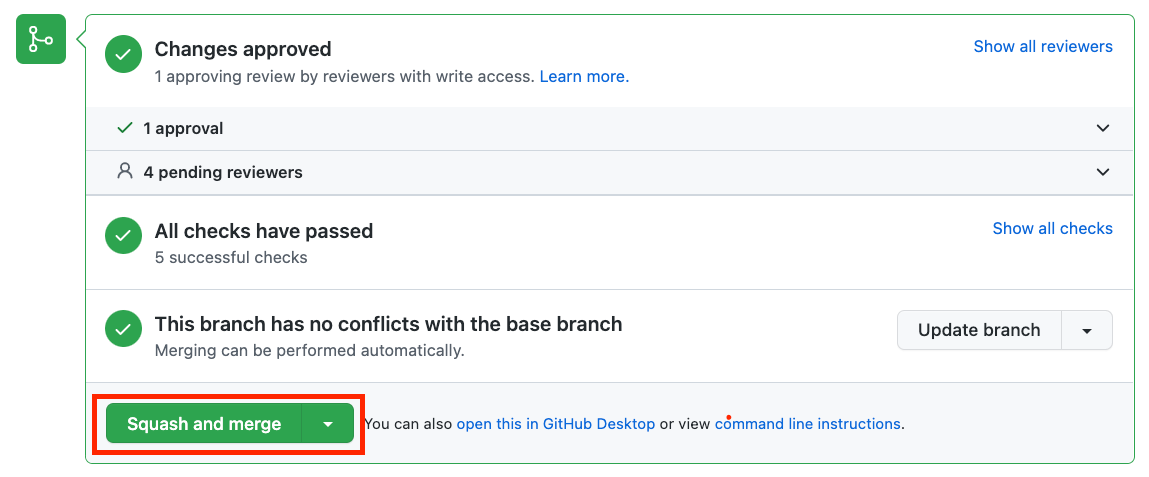 Changes approved
Show all reviewers
1 approving review by reviewers with write access. Learn more.
1 approval
4 pending reviewers
All checks have passed
Show all checks
5 successful checks
This branch has no conflicts with the base branch
Update branch
Merging can be performed automatically.
Squash and merge
You can also open this in GitHub Desktop or view command line instructions.